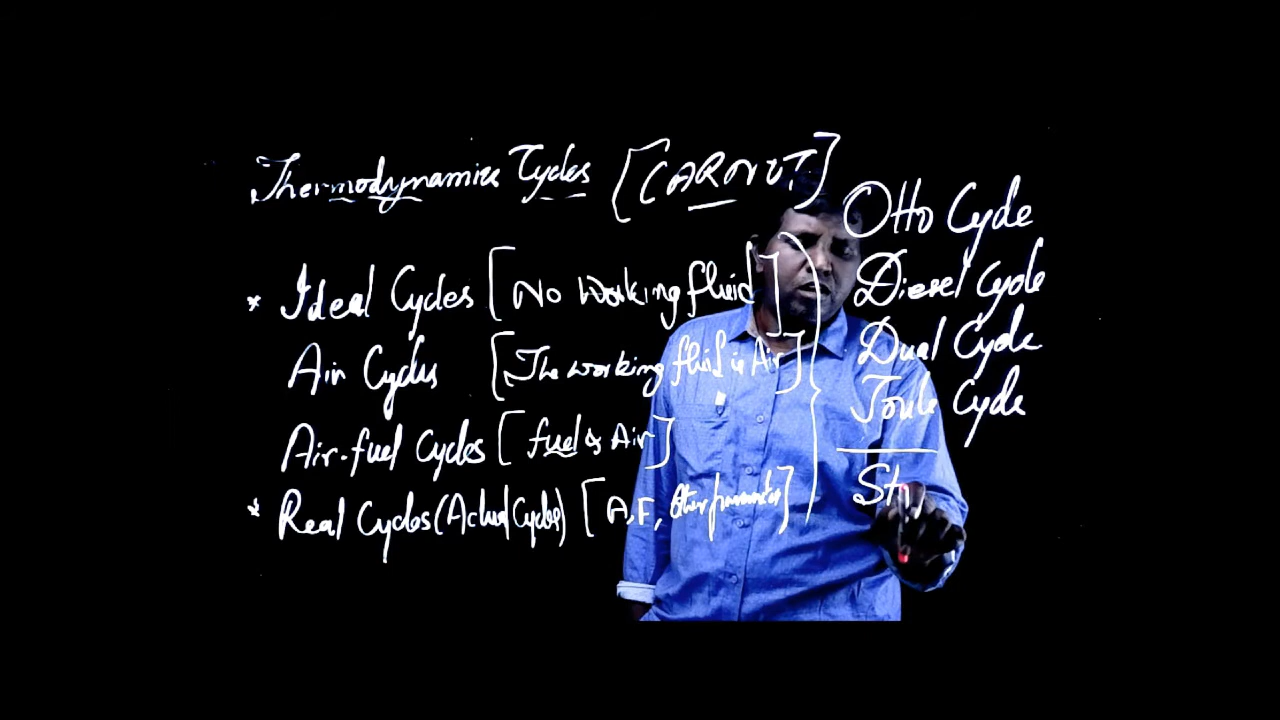 Thermodynamics Cycles [CARNOT]
* Ideal Cycles [No working fluid]
Air Cycles [The working fluid is Air]
Air-fuel Cycles [fuel & Air]
* Real Cycles (Actual Cycles) [A, F, Other parameters]
Otto Cycle
Diesel Cycle
Dual Cycle
Joule Cycle
St